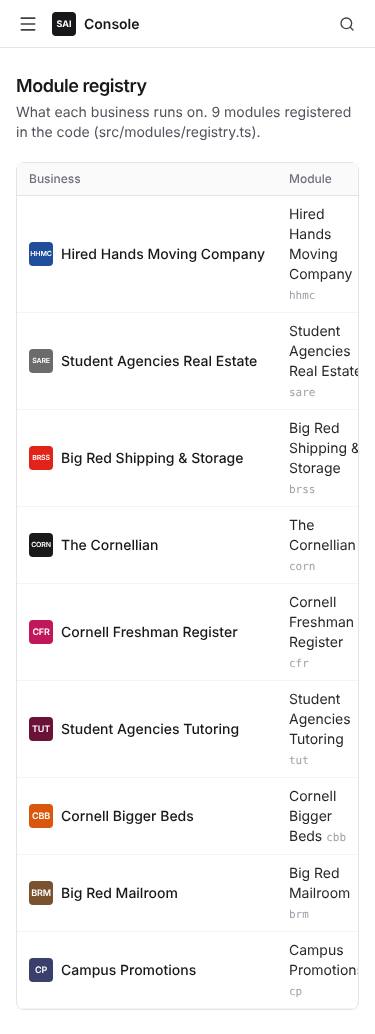 SAI Console
Module registry
What each business runs on. 9 modules registered
in the code (src/modules/registry.ts).
Business Module
HHMC Hired Hands Moving Company
Hired
Hands
Moving
Company
hhmc
SARE Student Agencies Real Estate
Student
Agencies
Real Estate
sare
BRSS Big Red Shipping & Storage
Big Red
Shipping &
Storage
brss
CORN The Cornellian
The
Cornellian
corn
CFR Cornell Freshman Register
Cornell
Freshman
Register
cfr
TUT Student Agencies Tutoring
Student
Agencies
Tutoring
tut
CBB Cornell Bigger Beds
Cornell
Bigger
Beds cbb
BRM Big Red Mailroom
Big Red
Mailroom
brm
CP Campus Promotions
Campus
Promotions
cp